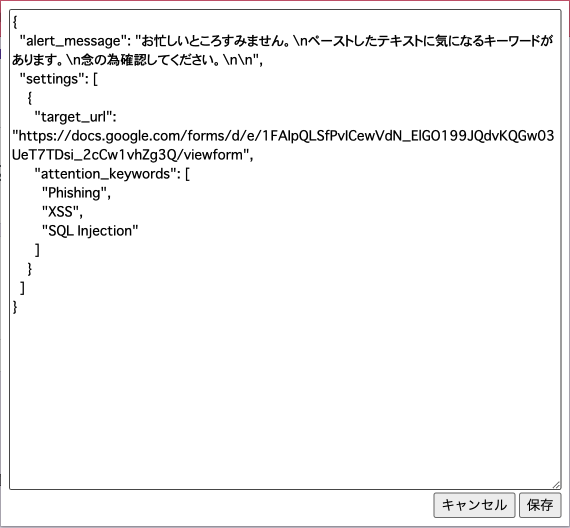 {
"alert_message": "お忙しいところすみません。\nペーストしたテキストに気になるキーワードが
あります。\n念の為確認してください。\n\n",
"settings": [
{
"target_url":
"https://docs.google.com/forms/d/e/1FAIpQLSfPvlCewVdN_ElGO199JQdvKQGw03
UeT7TDsi_2cCw1vhZg3Q/viewform",
"attention_keywords": [
"Phishing",
"XSS",
"SQL Injection"
]
}
]
}
キャンセル 保存